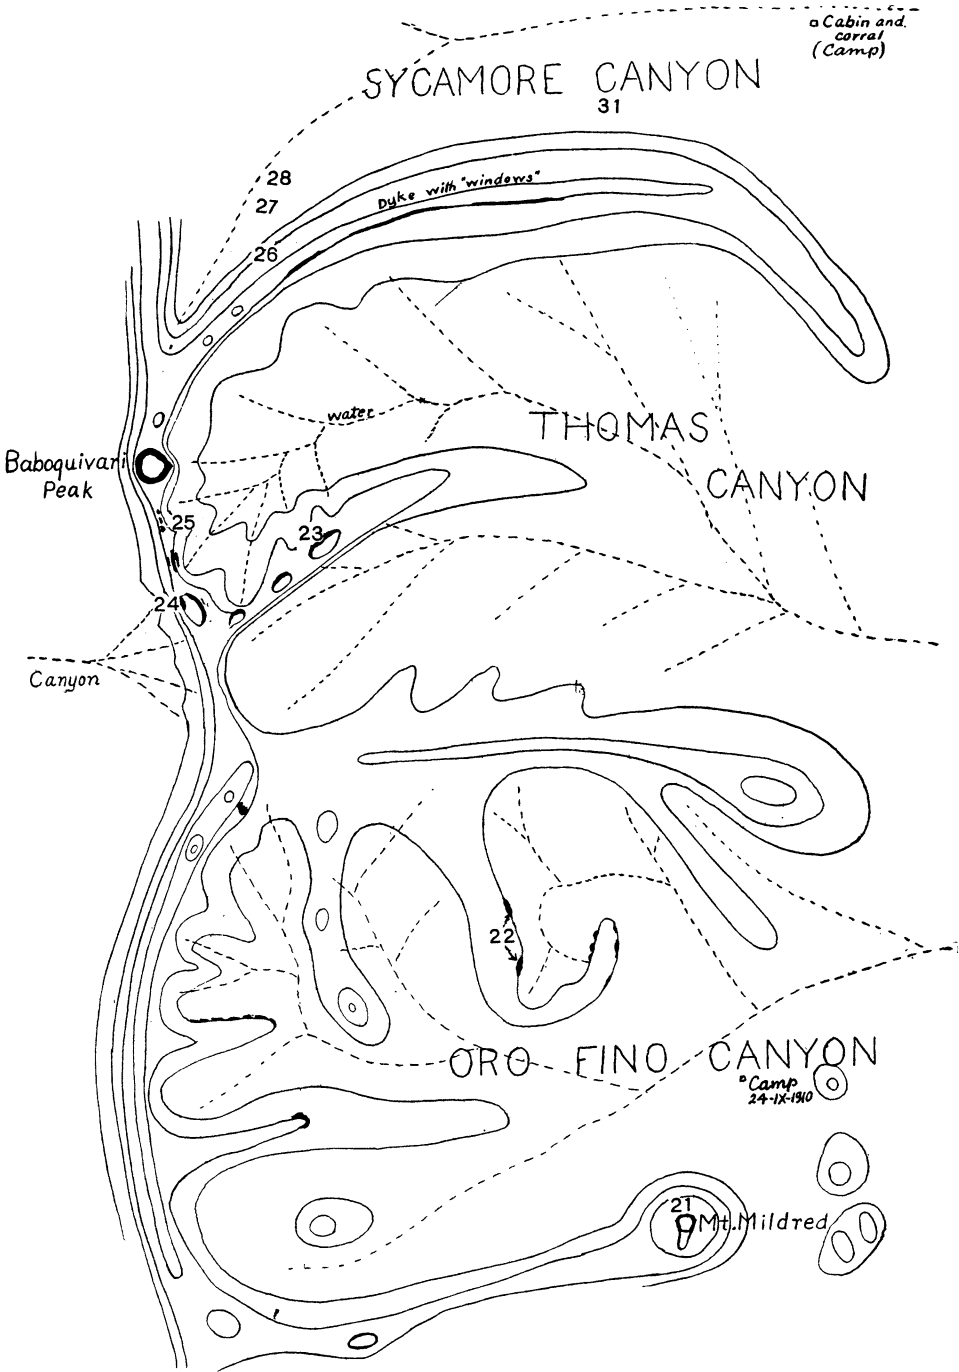 Cabin and.
corral
(Camp)
SYCAMORE CANYON
31
28
Dyke with "windows"
27
26
water
THOMAS
Baboquivari
Peak
CANYON
25
23
24
Canyon
22
ORO FINO CANYON
Camp
24-IX-1910
21
Mt. Mildred